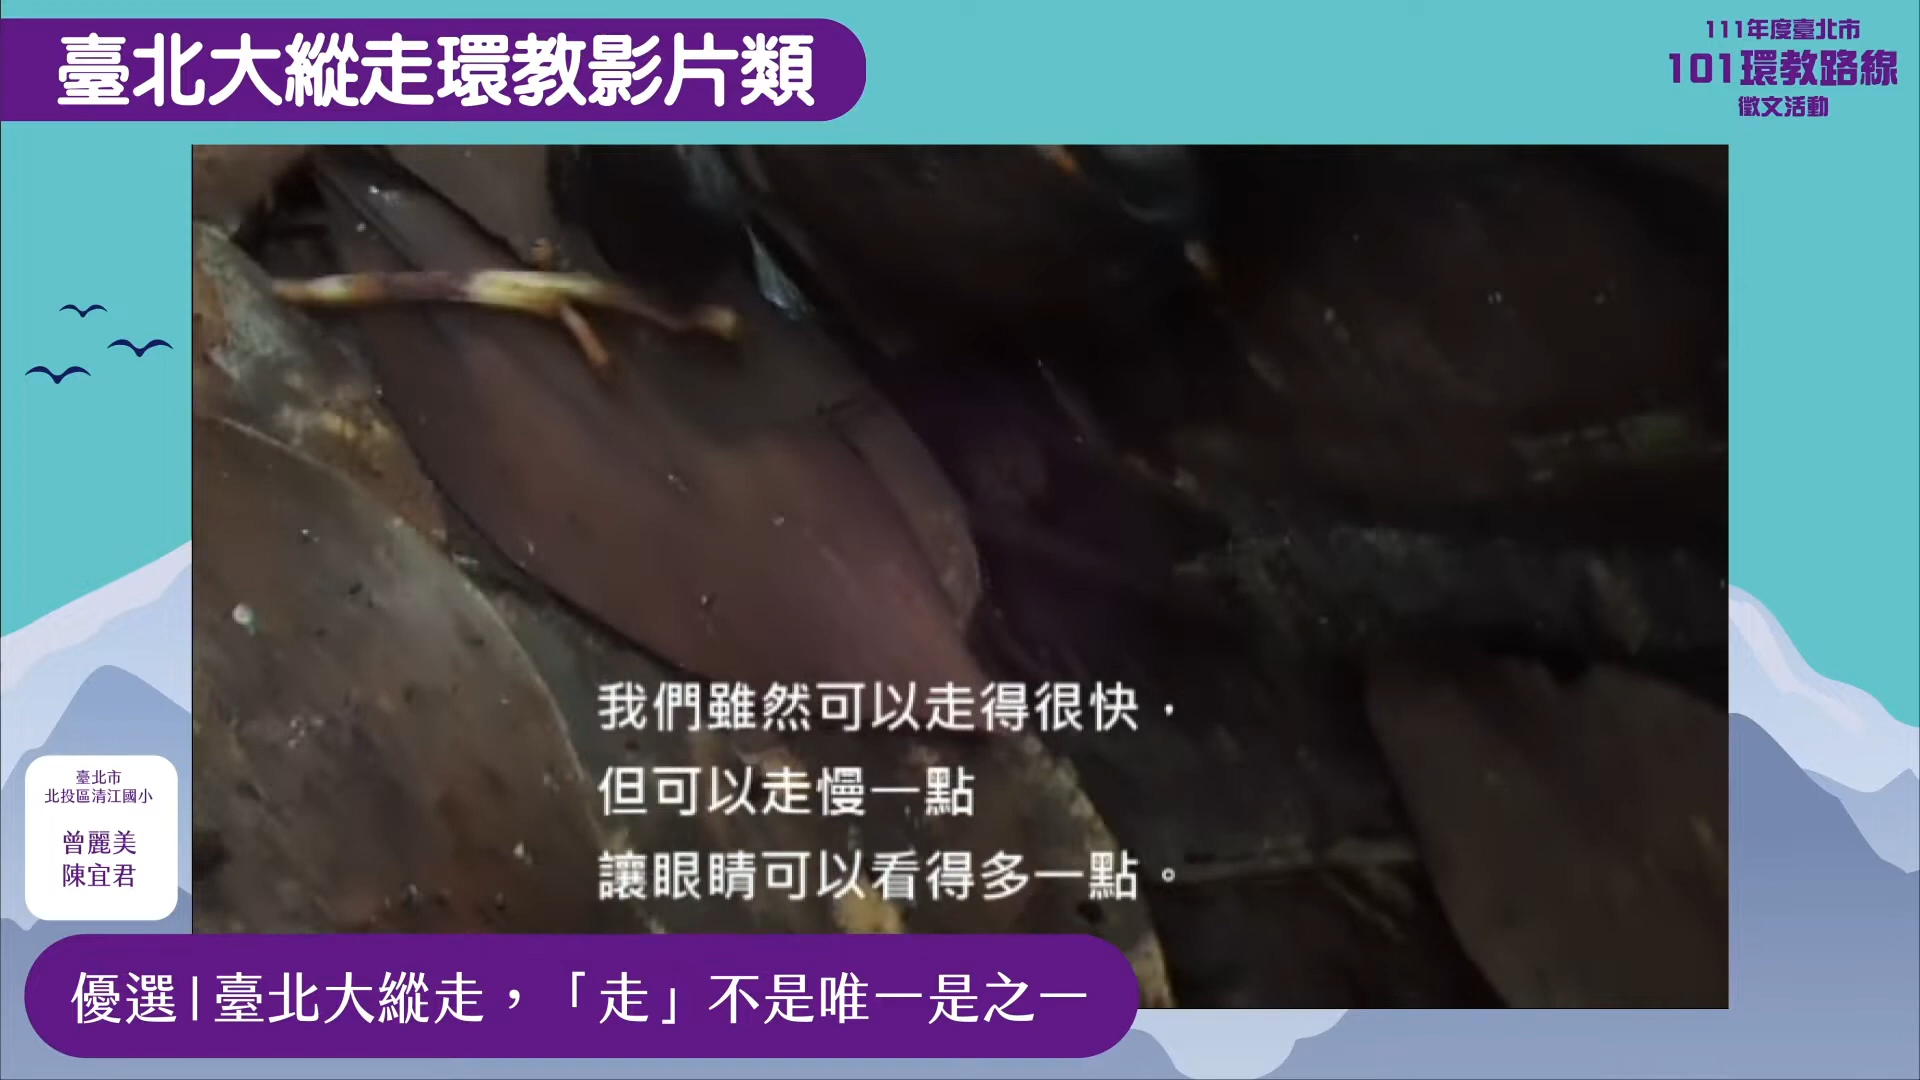 臺北大縱走環教影片類
111年度臺北市
101環教路線
徵文活動
我們雖然可以走得很快，
但可以走慢一點
讓眼睛可以看得多一點。
臺北市
北投區清江國小
曾麗美
陳宜君
優選|臺北大縱走，「走」不是唯一是之一